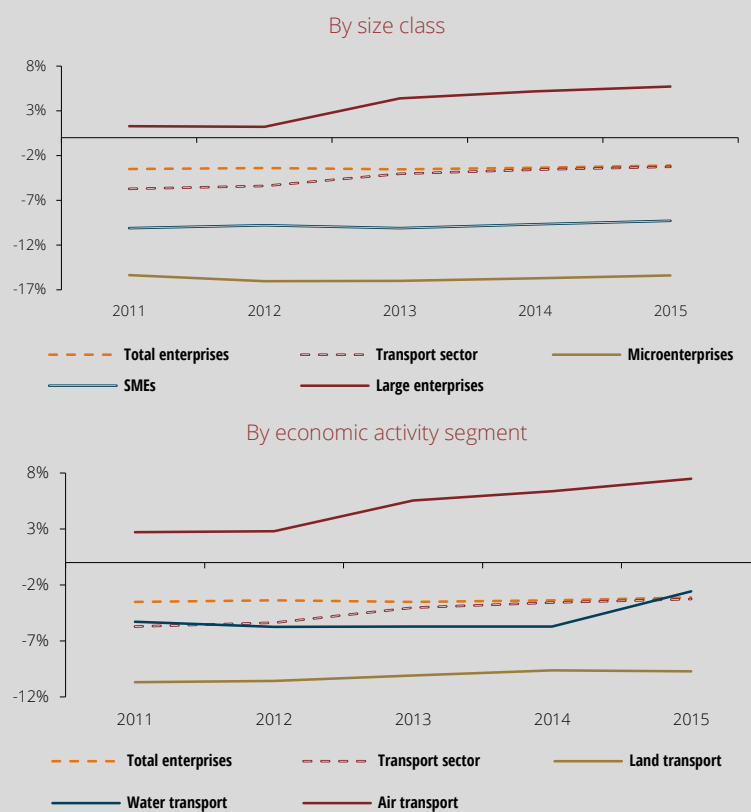 By size class
8%
3%
-2%
-7%
-12%
-17%
2011 2012 2013 2014 2015
Total enterprises Transport sector Microenterprises
SMEs Large enterprises
By economic activity segment
8%
3%
-2%
-7%
-12%
2011 2012 2013 2014 2015
Total enterprises Transport sector Land transport
Water transport Air transport